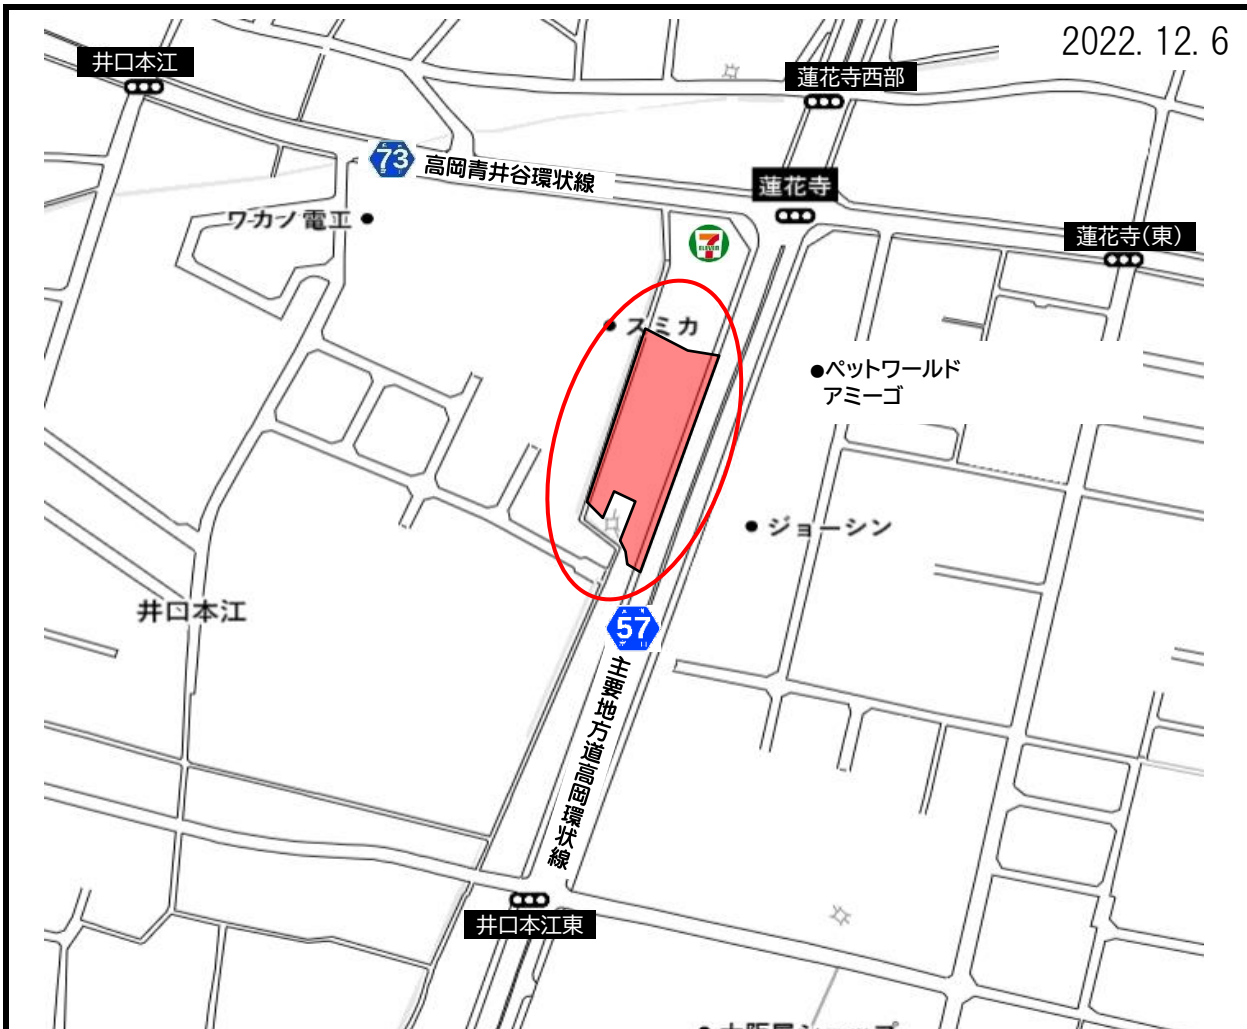 2022. 12. 6
井口本江
蓮花寺西部
73
高岡青井谷環状線
蓮花寺
ワカノ電工
蓮花寺(東)
7
ELEVEN
スミカ
ペットワールド
アミーゴ
ジョーシン
井口本江
57
主要地方道高岡環状線
井口本江東